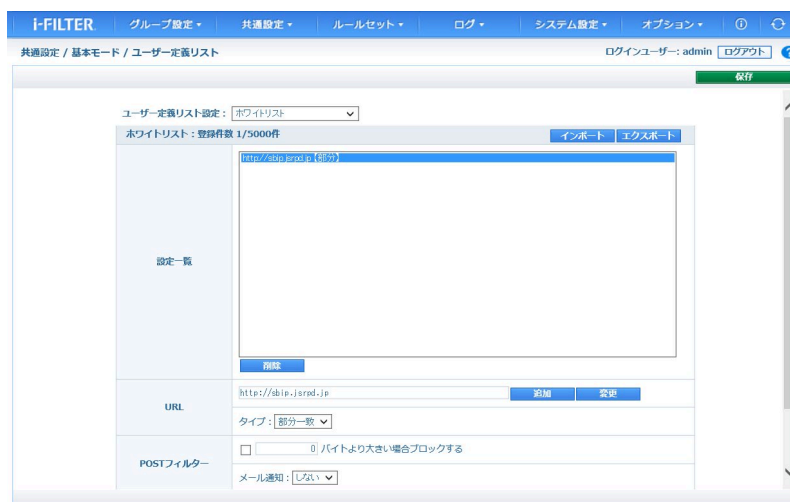 i-FILTER. グループ設定 共通設定 ルールセット ログ システム設定 オプション
共通設定 / 基本モード / ユーザー定義リスト ログインユーザー: admin ログアウト ?
保存
ユーザー定義リスト設定： ホワイトリスト
ホワイトリスト：登録件数 1/5000件 インポート エクスポート
http://sbip.jsrpd.jp【部分】
設定一覧
削除
URL
http://sbip.jsrpd.jp 追加 変更
タイプ： 部分一致
POSTフィルター
0 バイトより大きい場合ブロックする
メール通知： しない